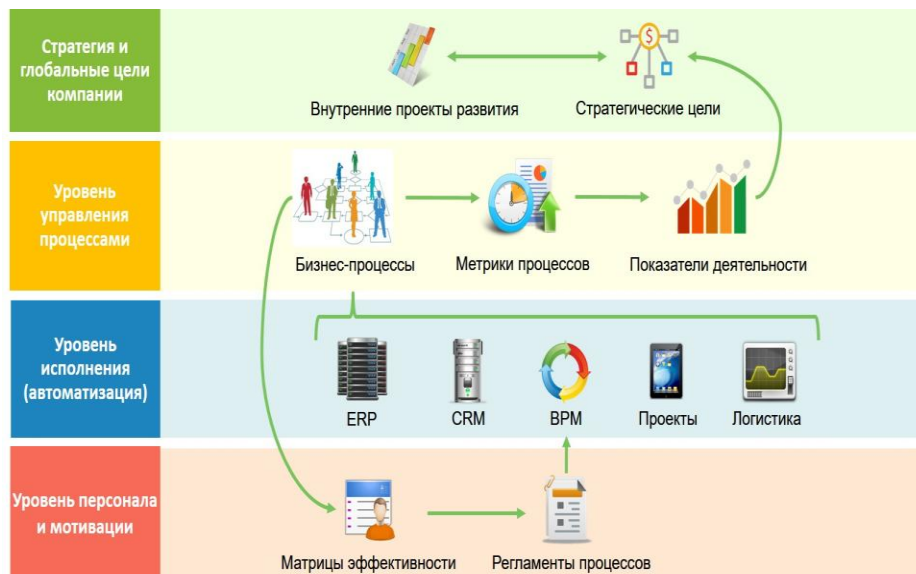 Стратегия и
глобальные цели
компании
Внутренние проекты развития
Стратегические цели
Уровень
управления
процессами
Бизнес-процессы
Метрики процессов
Показатели деятельности
Уровень
исполнения
(автоматизация)
ERP
CRM
BPM
Проекты
Логистика
Уровень персонала
и мотивации
Матрицы эффективности
Регламенты процессов